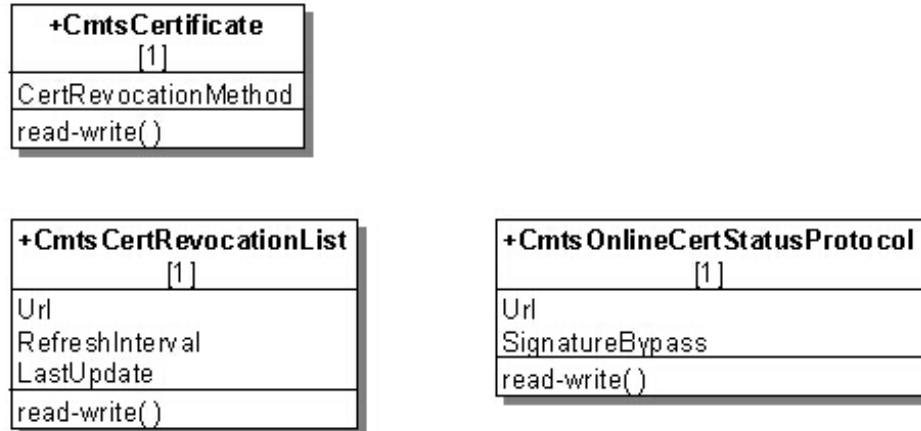 +CmtsCertificate
[1]
CertRevocationMethod
read-write()
+CmtsCertRevocationList
[1]
Url
RefreshInterval
LastUpdate
read-write()
+CmtsOnlineCertStatusProtocol
[1]
Url
SignatureBypass
read-write()